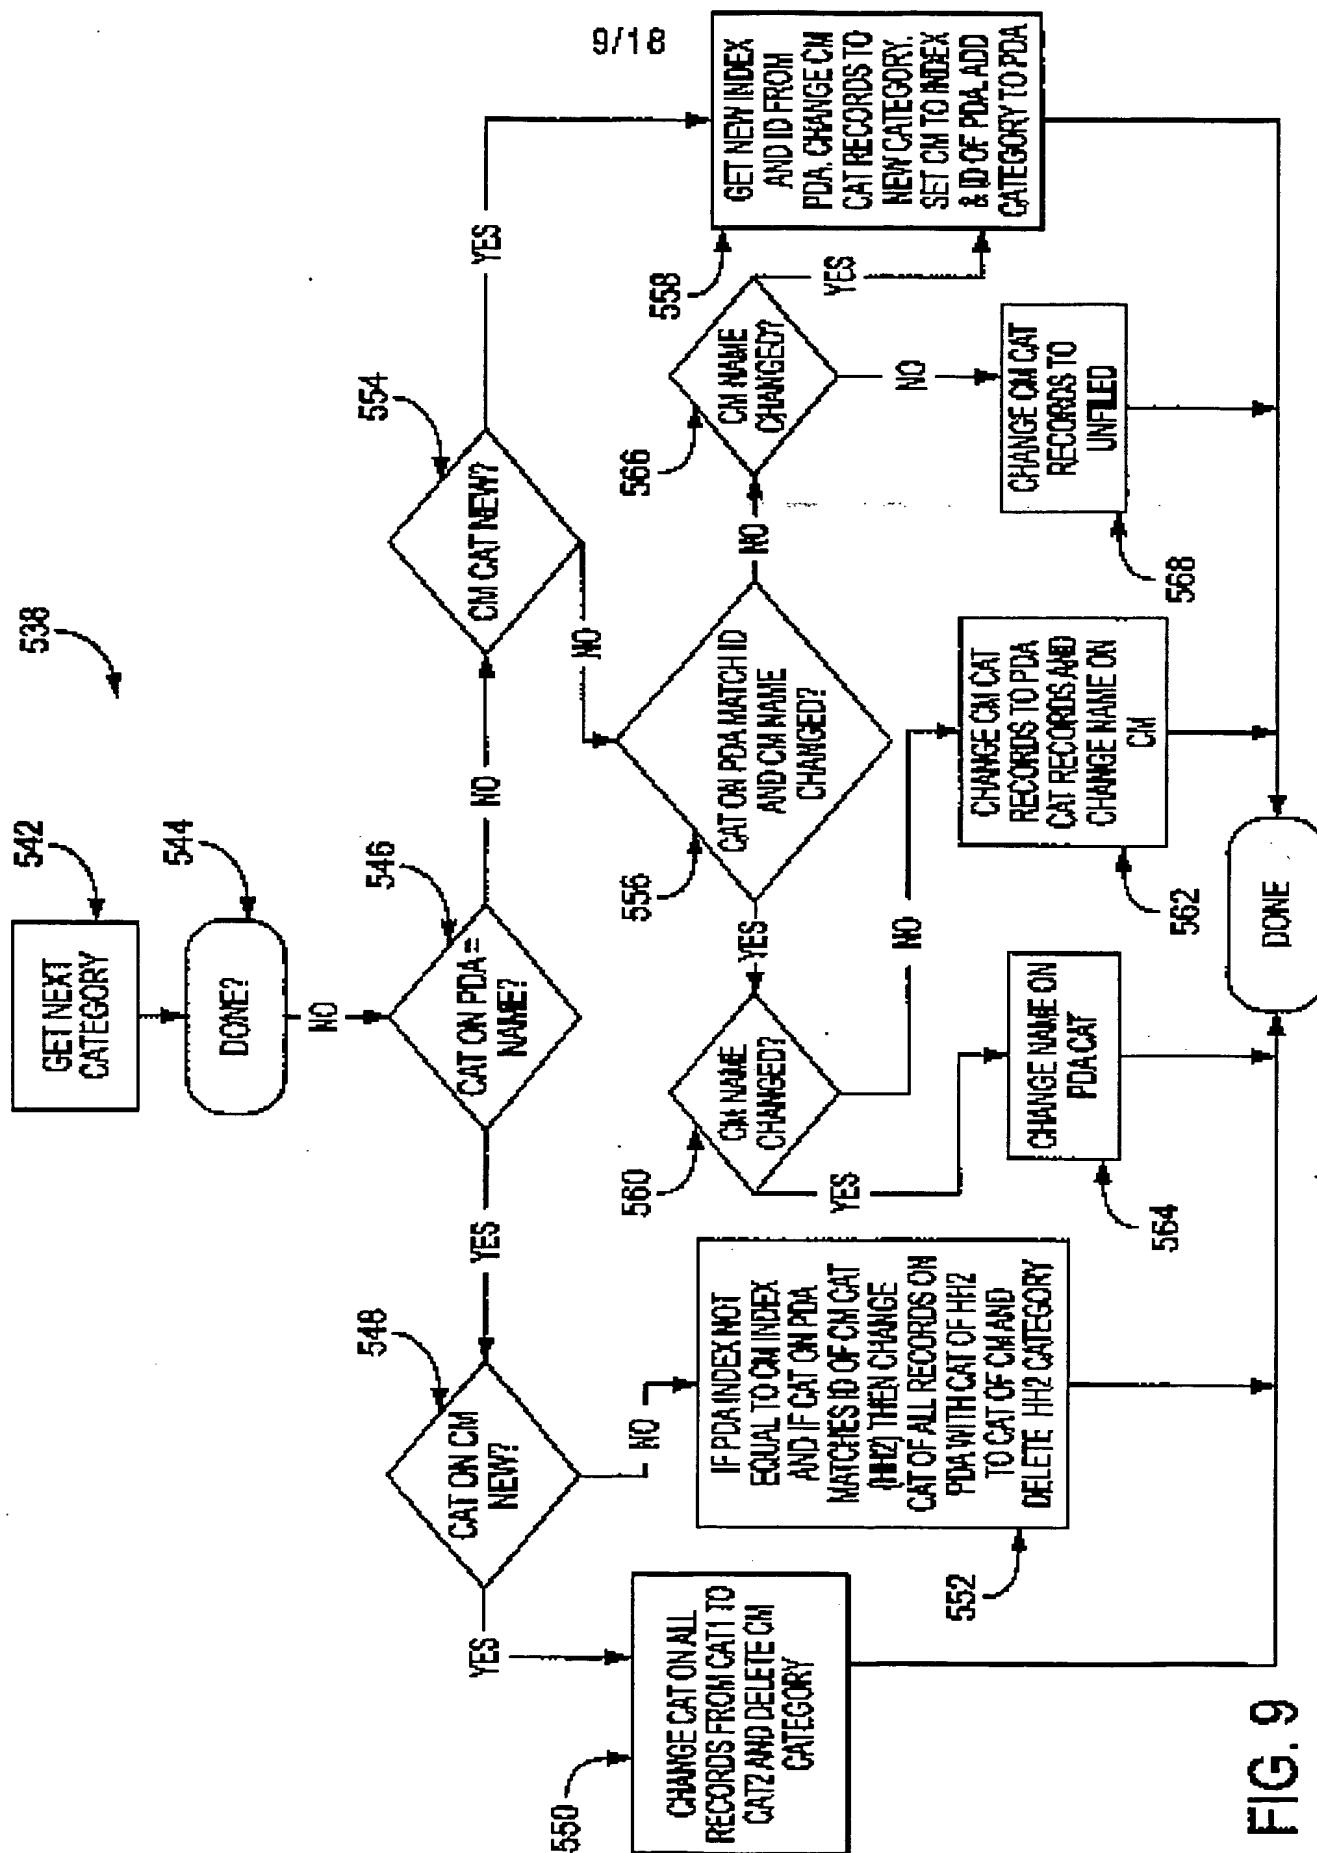 9/18
538
GET NEXT
CATEGORY
542
DONE?
544
NO
CAT ON PDA =
NAME?
546
YES
NO
CAT ON CM
NEW?
548
CM CAT NEW?
554
YES
NO
NO
YES
CHANGE CAT ON ALL
RECORDS FROM CAT1 TO
CAT2 AND DELETE CM
CATEGORY
550
IF PDA INDEX NOT
EQUAL TO CM INDEX
AND IF CAT ON PDA
MATCHES ID OF CM CAT
(HH2) THEN CHANGE
CAT OF ALL RECORDS ON
PDA WITH CAT OF HH2
TO CAT OF CM AND
DELETE HH2 CATEGORY
552
CAT ON PDA MATCH ID
AND CM NAME
CHANGED?
556
YES
NO
CM NAME
CHANGED?
560
YES
NO
CM NAME
CHANGED?
566
YES
NO
GET NEW INDEX
AND ID FROM
PDA. CHANGE CM
CAT RECORDS TO
NEW CATEGORY.
SET CM TO INDEX
& ID OF PDA. ADD
CATEGORY TO PDA
558
CHANGE NAME ON
PDA CAT
564
CHANGE CM CAT
RECORDS TO PDA
CAT RECORDS AND
CHANGE NAME ON
CM
562
CHANGE CM CAT
RECORDS TO
UNFILED
568
DONE
FIG. 9